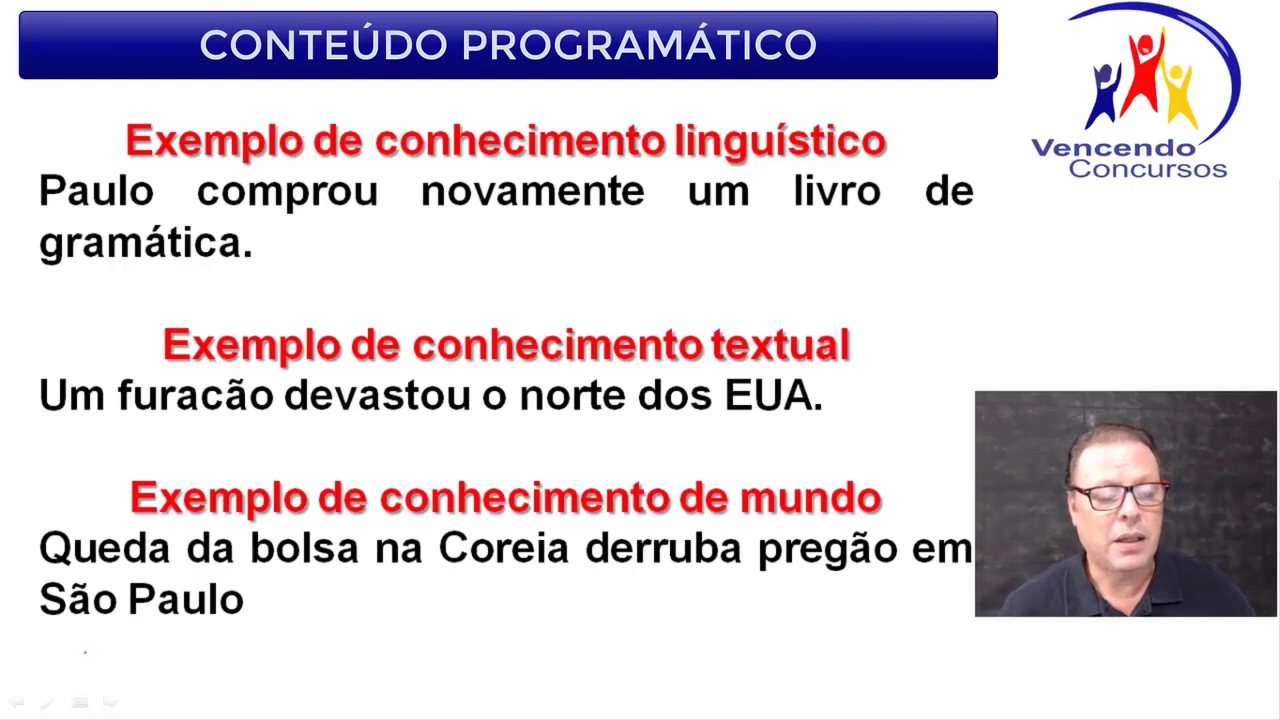 CONTEÚDO PROGRAMÁTICO
Vencendo
Concursos
Exemplo de conhecimento linguístico
Paulo comprou novamente um livro de
gramática.
Exemplo de conhecimento textual
Um furacão devastou o norte dos EUA.
Exemplo de conhecimento de mundo
Queda da bolsa na Coreia derruba pregão em
São Paulo